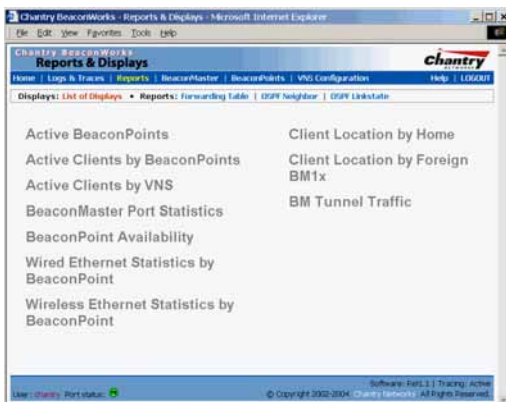 Chantry BeaconWorks - Reports & Displays - Microsoft Internet Explorer
File Edit View Favorites Tools Help
Chantry BeaconWorks
Reports & Displays
Chantry
NETWORKS
Home | Logs & Traces | Reports | BeaconMaster | BeaconPoints | VNS Configuration Help | LOGOUT
Displays: List of Displays • Reports: Forwarding Table | OSPF Neighbor | OSPF Linkstate
Active BeaconPoints
Active Clients by BeaconPoints
Active Clients by VNS
BeaconMaster Port Statistics
BeaconPoint Availability
Wired Ethernet Statistics by
BeaconPoint
Wireless Ethernet Statistics by
BeaconPoint
Client Location by Home
Client Location by Foreign
BM1x
BM Tunnel Traffic
Software: Rel1.1 | Tracing: Active
User: chantry Port status:
© Copyright 2002-2004 Chantry Networks All Rights Reserved.